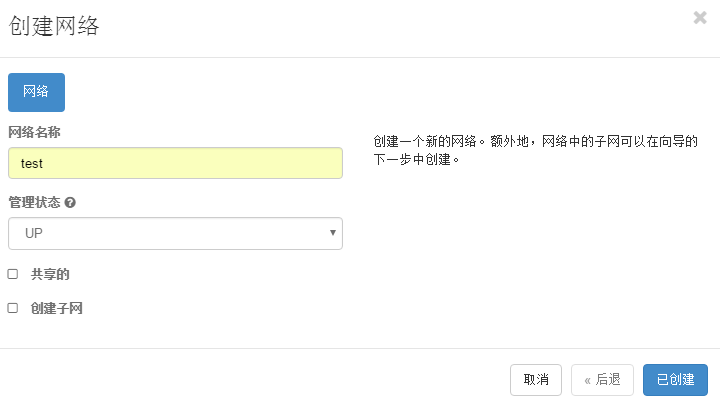 创建网络
网络
网络名称
test
管理状态
UP
共享的
创建子网
创建一个新的网络。额外地，网络中的子网可以在向导的
下一步中创建。
取消
« 后退
已创建